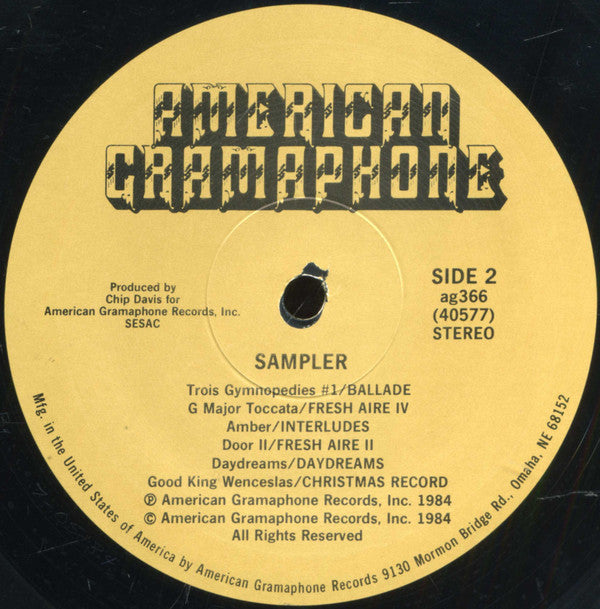 AMERICAN
GRAMAPHONE
Produced by
Chip Davis for
American Gramaphone Records, Inc.
SESAC
SIDE 2
ag366
(40577)
STEREO
SAMPLER
Trois Gymnopedies #1/BALLADE
G Major Toccata/FRESH AIRE IV
Amber/INTERLUDES
Door II/FRESH AIRE II
Daydreams/DAYDREAMS
Good King Wenceslas/CHRISTMAS RECORD
℗ American Gramaphone Records, Inc. 1984
© American Gramaphone Records, Inc. 1984
All Rights Reserved
Mfg. in the United States of America by American Gramaphone Records 9130 Mormon Bridge Rd., Omaha, NE 68152